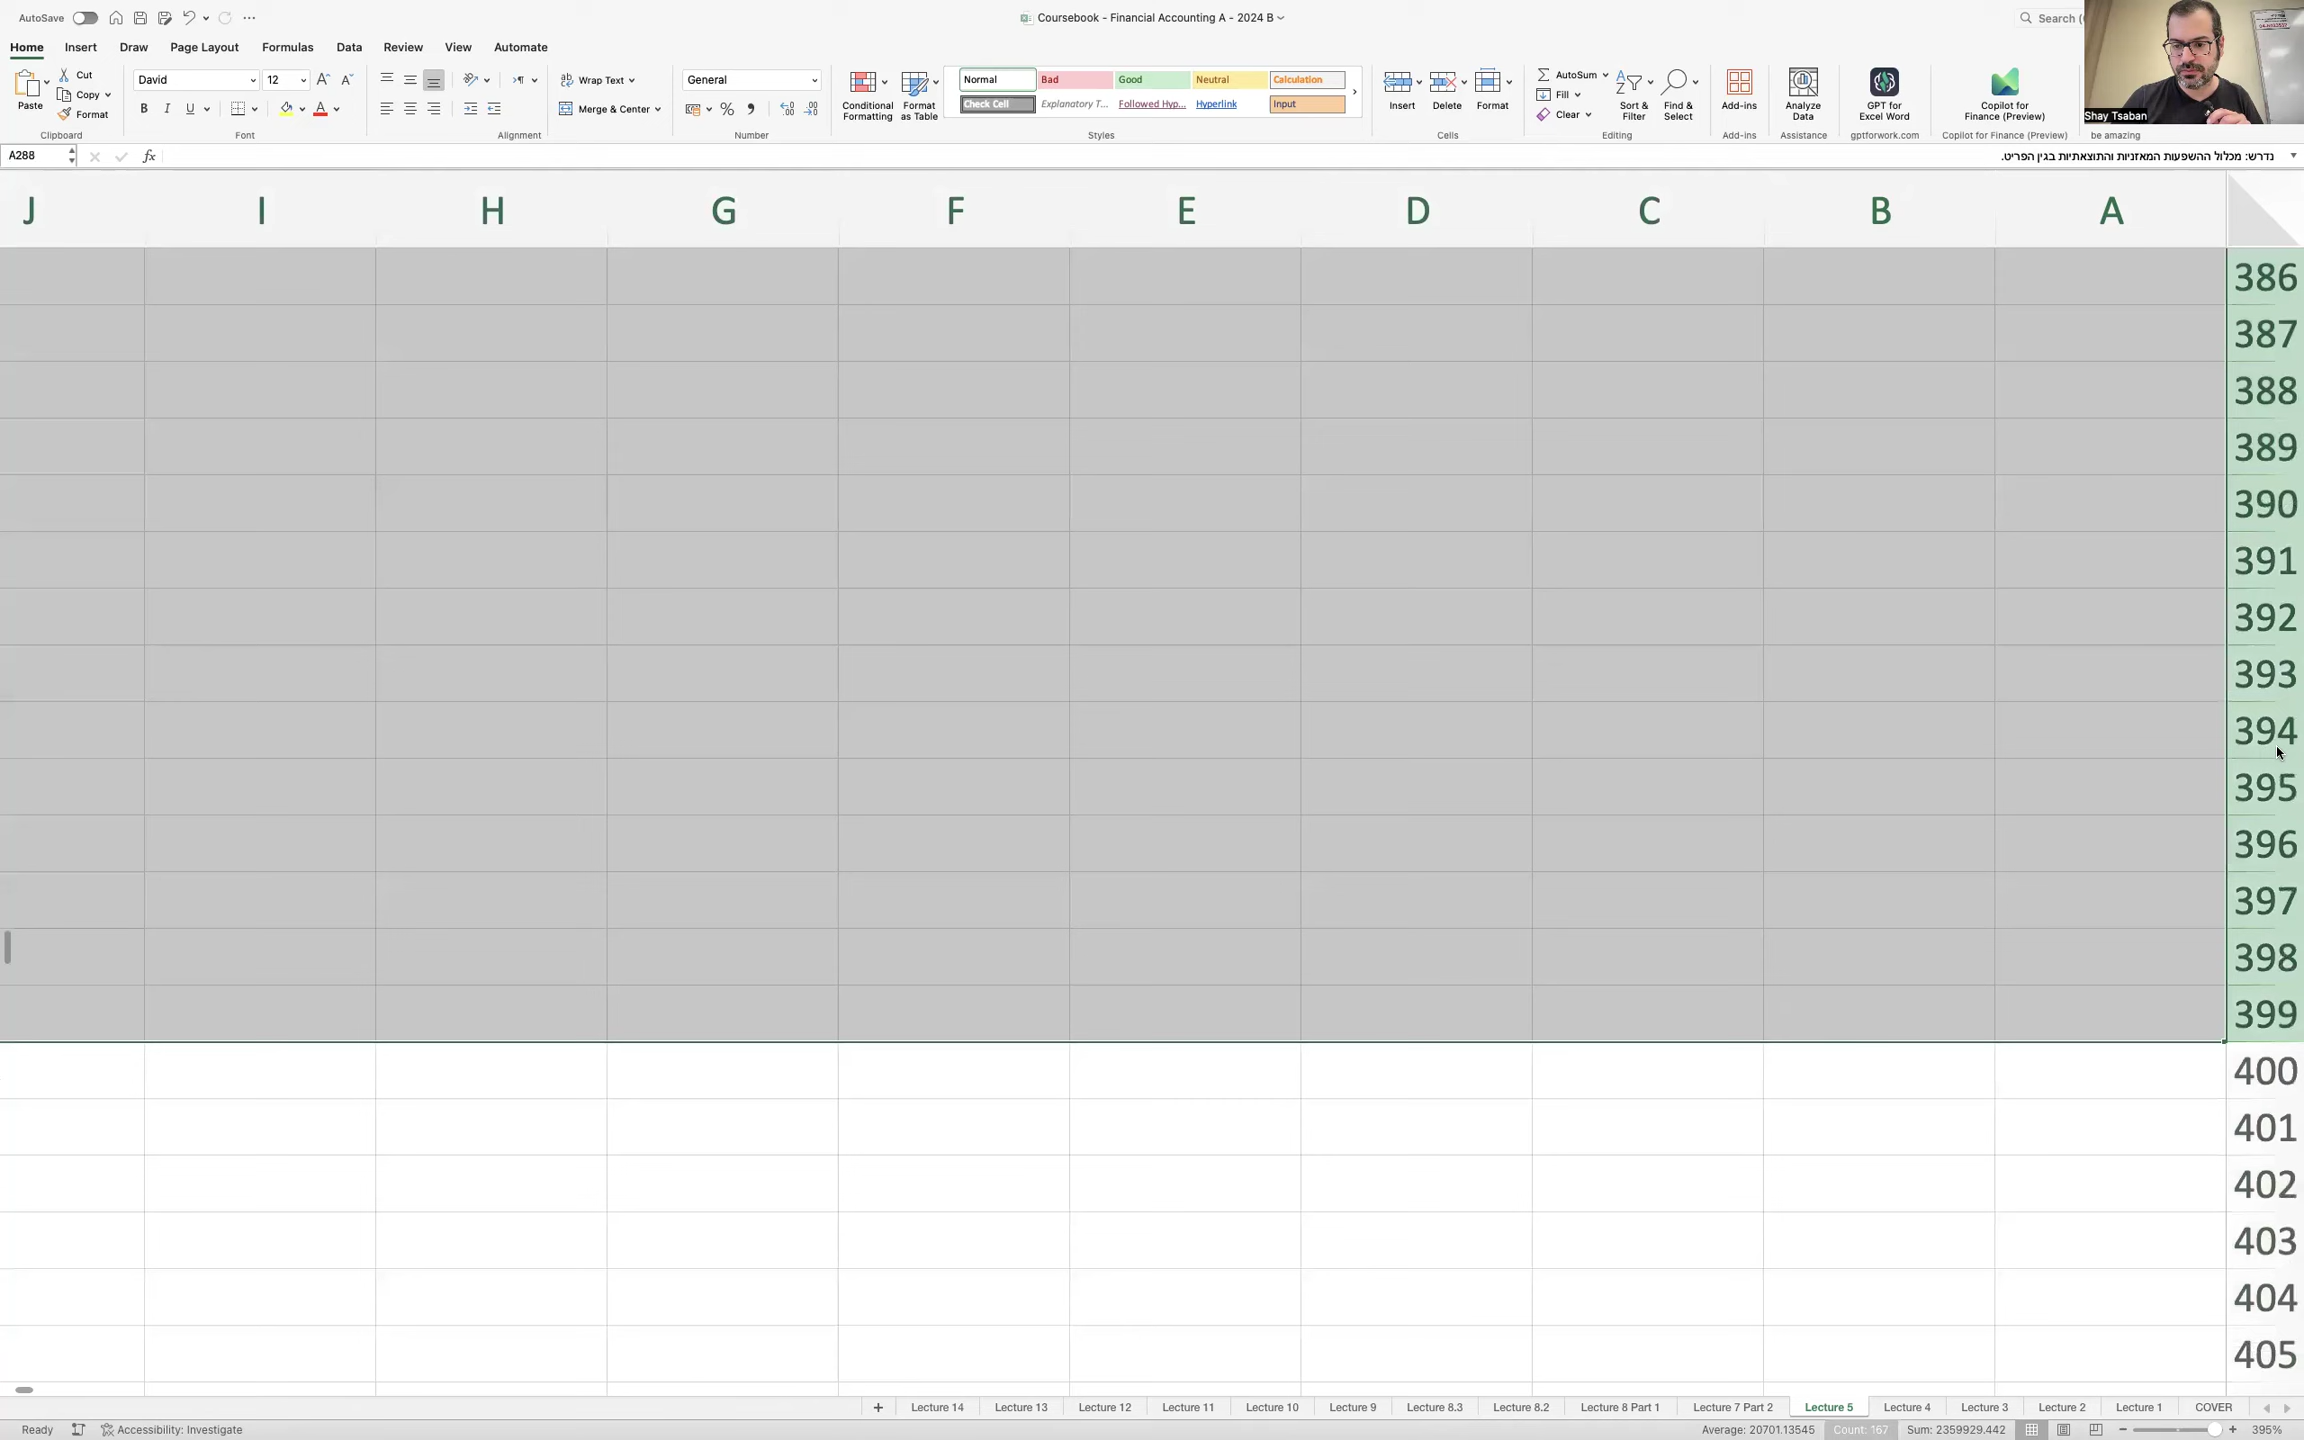 AutoSave
Coursebook - Financial Accounting A - 2024 B
Search (
Home Insert Draw Page Layout Formulas Data Review View Automate
Paste
Cut
Copy
Format
Clipboard
David 12
B I U
Font
Alignment
Wrap Text
Merge & Center
General
Number
Conditional Formatting
Format as Table
Normal Bad Good Neutral Calculation
Check Cell Explanatory T... Followed Hyp... Hyperlink Input
Styles
Insert Delete Format
Cells
AutoSum
Fill
Clear
Sort & Filter
Find & Select
Editing
Add-ins
Add-ins
Analyze Data
Assistance
GPT for Excel Word
gptforwork.com
Copilot for Finance (Preview)
Copilot for Finance (Preview)
be amazing
Shay Tsaban
A288
fx
נדרש: מכלול ההשפעות המאזניות והתוצאתיות בגין הפריט.
J I H G F E D C B A
386
387
388
389
390
391
392
393
394
395
396
397
398
399
400
401
402
403
404
405
+ Lecture 14 Lecture 13 Lecture 12 Lecture 11 Lecture 10 Lecture 9 Lecture 8.3 Lecture 8.2 Lecture 8 Part 1 Lecture 7 Part 2 Lecture 5 Lecture 4 Lecture 3 Lecture 2 Lecture 1 COVER
Ready Accessibility: Investigate Average: 20701.13545 Count: 167 Sum: 2359929.442 395%